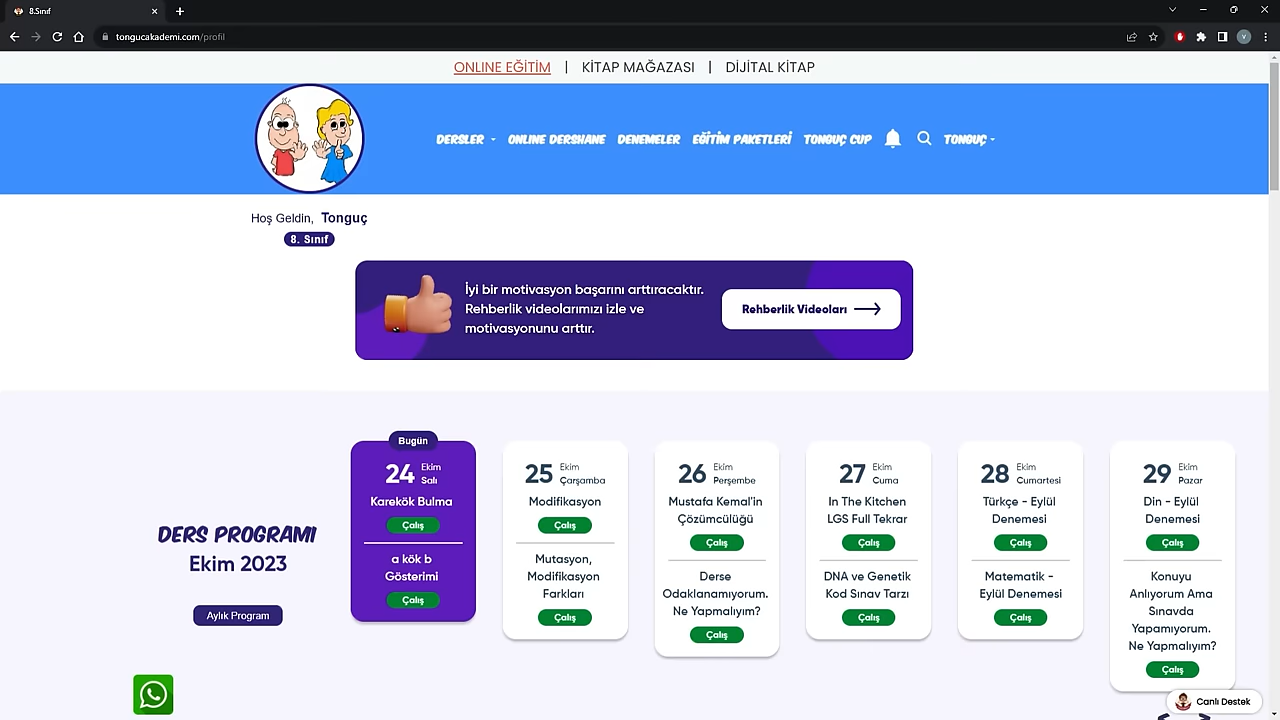 8.Sınıf
tongucakademi.com/profil
V
ONLINE EĞİTİM | KİTAP MAĞAZASI | DİJİTAL KİTAP
DERSLER ONLINE DERSHANE DENEMELER EĞİTİM PAKETLERİ TONGUÇ CUP TONGUÇ
Hoş Geldin, Tonguç
8. Sınıf
İyi bir motivasyon başarını arttıracaktır.
Rehberlik videolarımızı izle ve
motivasyonunu arttır.
Rehberlik Videoları
DERS PROGRAMI
Ekim 2023
Aylık Program
Bugün
24 Ekim
Salı
Karekök Bulma
Çalış
a kök b
Gösterimi
Çalış
25 Ekim
Çarşamba
Modifikasyon
Çalış
Mutasyon,
Modifikasyon
Farkları
Çalış
26 Ekim
Perşembe
Mustafa Kemal'in
Çözümcülüğü
Çalış
Derse
Odaklanamıyorum.
Ne Yapmalıyım?
Çalış
27 Ekim
Cuma
In The Kitchen
LGS Full Tekrar
Çalış
DNA ve Genetik
Kod Sınav Tarzı
Çalış
28 Ekim
Cumartesi
Türkçe - Eylül
Denemesi
Çalış
Matematik -
Eylül Denemesi
Çalış
29 Ekim
Pazar
Din - Eylül
Denemesi
Çalış
Konuyu
Anlıyorum Ama
Sınavda
Yapamıyorum.
Ne Yapmalıyım?
Çalış
Canlı Destek